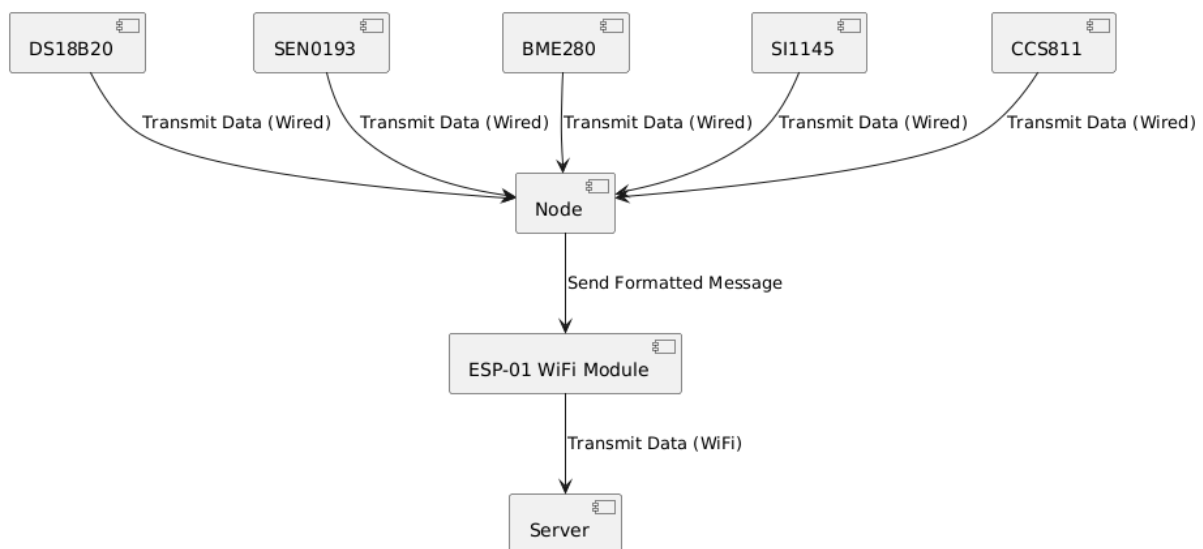 DS18B20
SEN0193
BME280
SI1145
CCS811
Transmit Data (Wired)
Transmit Data (Wired)
Transmit Data (Wired)
Transmit Data (Wired)
Transmit Data (Wired)
Node
Send Formatted Message
ESP-01 WiFi Module
Transmit Data (WiFi)
Server